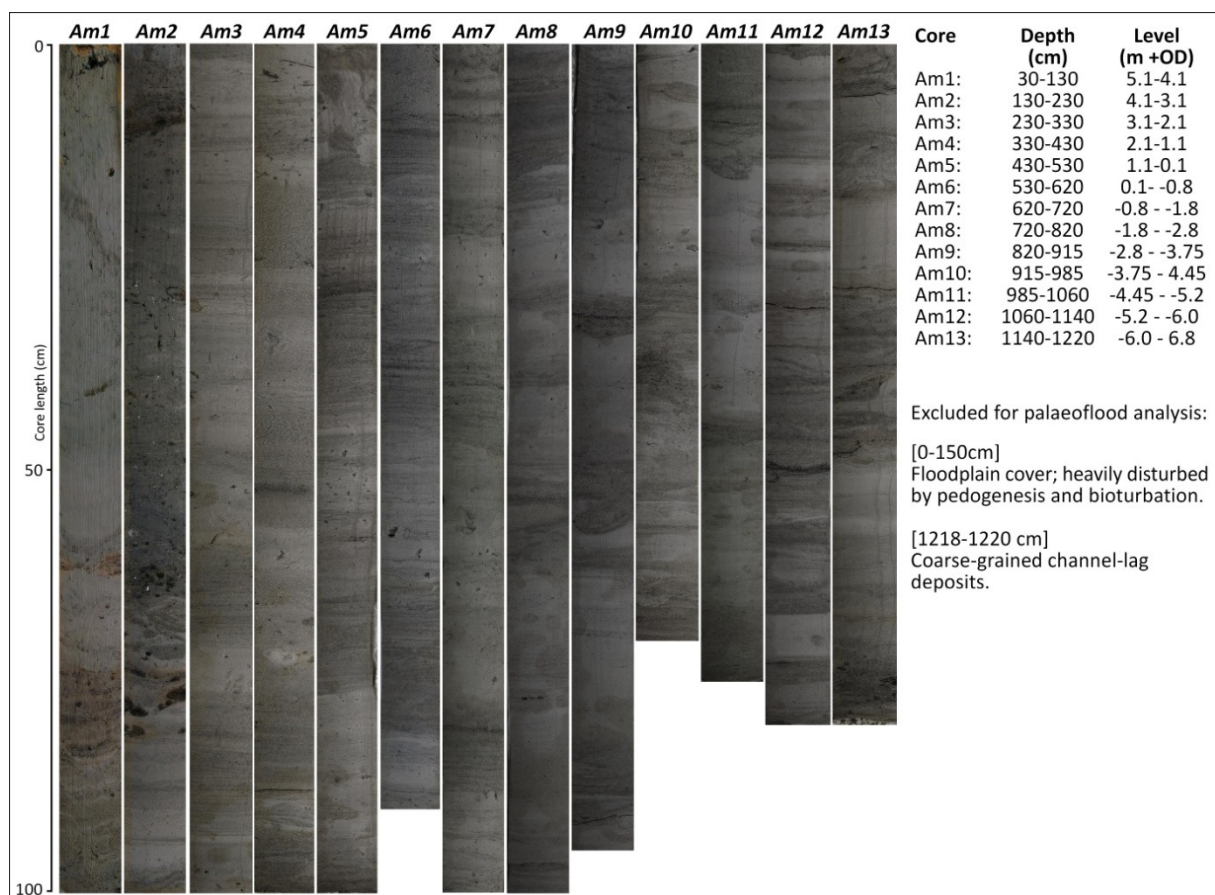 Am1 Am2 Am3 Am4 Am5 Am6 Am7 Am8 Am9 Am10 Am11 Am12 Am13
0
50
100
Core length (cm)
Core Depth (cm) Level (m +OD)
Am1: 30-130 5.1-4.1
Am2: 130-230 4.1-3.1
Am3: 230-330 3.1-2.1
Am4: 330-430 2.1-1.1
Am5: 430-530 1.1-0.1
Am6: 530-620 0.1- -0.8
Am7: 620-720 -0.8 - -1.8
Am8: 720-820 -1.8 - -2.8
Am9: 820-915 -2.8 - -3.75
Am10: 915-985 -3.75 - 4.45
Am11: 985-1060 -4.45 - -5.2
Am12: 1060-1140 -5.2 - -6.0
Am13: 1140-1220 -6.0 - 6.8
Excluded for palaeoflood analysis:
[0-150cm]
Floodplain cover; heavily disturbed
by pedogenesis and bioturbation.
[1218-1220 cm]
Coarse-grained channel-lag
deposits.